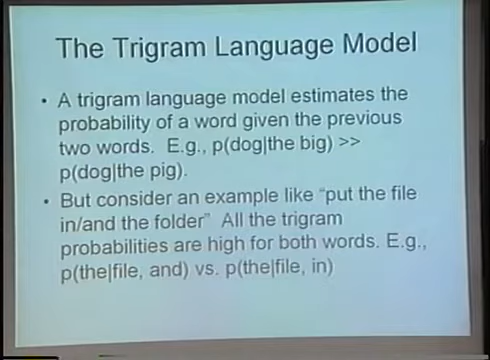 The Trigram Language Model
• A trigram language model estimates the
probability of a word given the previous
two words. E.g., p(dog|the big) >>
p(dog|the pig).
• But consider an example like “put the file
in/and the folder” All the trigram
probabilities are high for both words. E.g.,
p(the|file, and) vs. p(the|file, in)